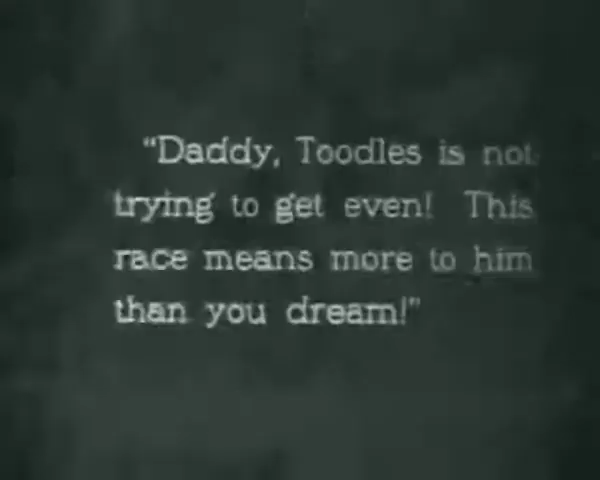 "Daddy, Toodles is not
trying to get even! This
race means more to him
than you dream!"